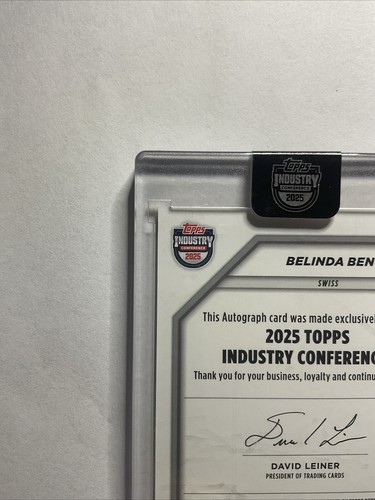 topps
INDUSTRY
CONFERENCE
2025
topps
INDUSTRY
CONFERENCE
2025
BELINDA BEN
SWISS
This Autograph card was made exclusivel
2025 TOPPS
INDUSTRY CONFERENC
Thank you for your business, loyalty and continu
DAVID LEINER
PRESIDENT OF TRADING CARDS